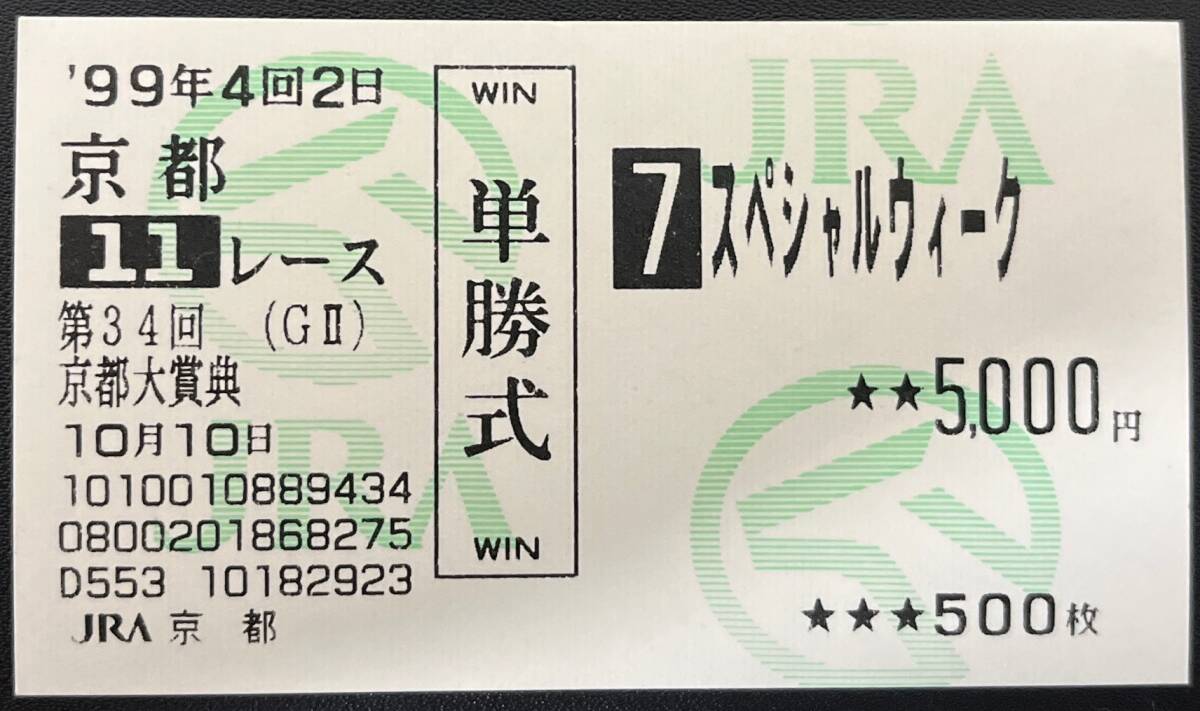 '99年4回2日
京都
11レース
第34回 (GⅡ)
京都大賞典
10月10日
1010010889434
0800201868275
D553 10182923
JRA 京 都
WIN
単勝式
WIN
JRA
7 スペシャルウィーク
★★5,000円
★★★500枚
JRA